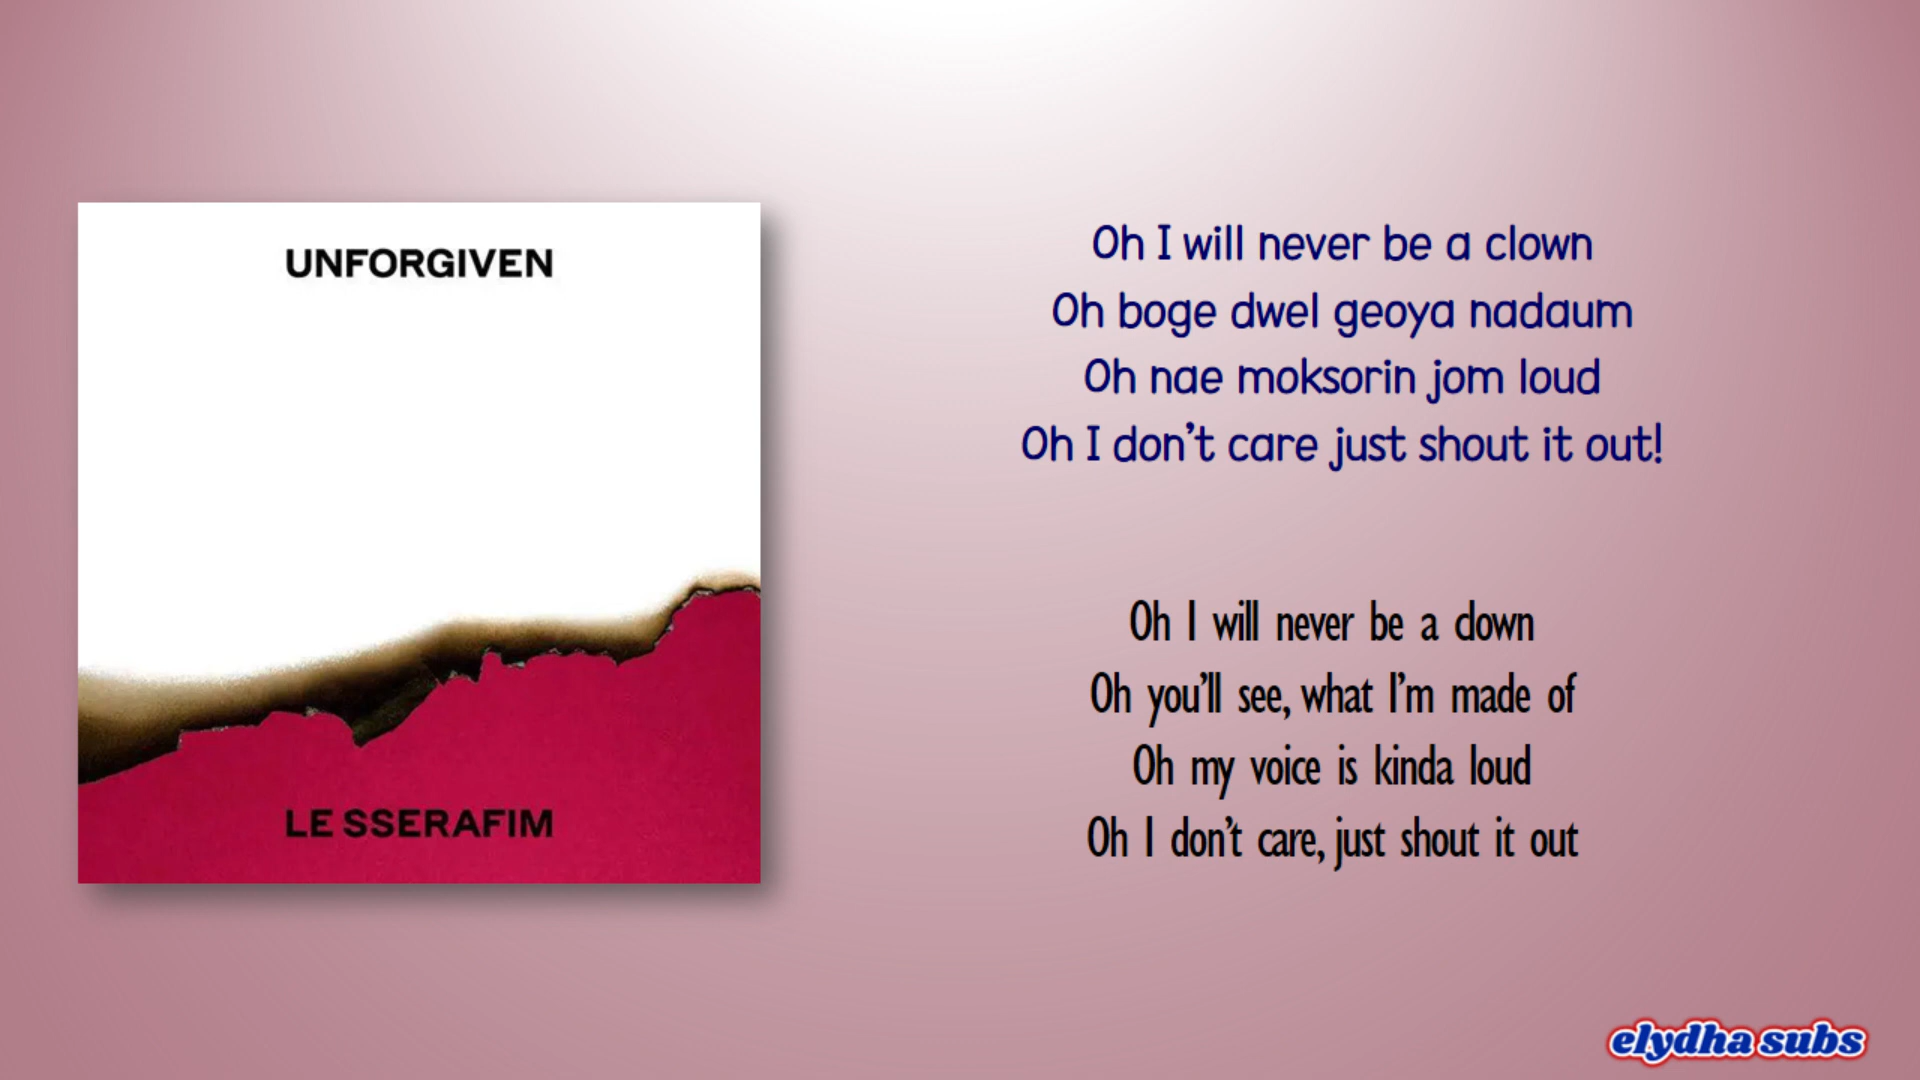 UNFORGIVEN
LE SSERAFIM
Oh I will never be a clown
Oh boge dwel geoya nadaum
Oh nae moksorin jom loud
Oh I don't care just shout it out!
Oh I will never be a clown
Oh you'll see, what I'm made of
Oh my voice is kinda loud
Oh I don't care, just shout it out
elydha subs